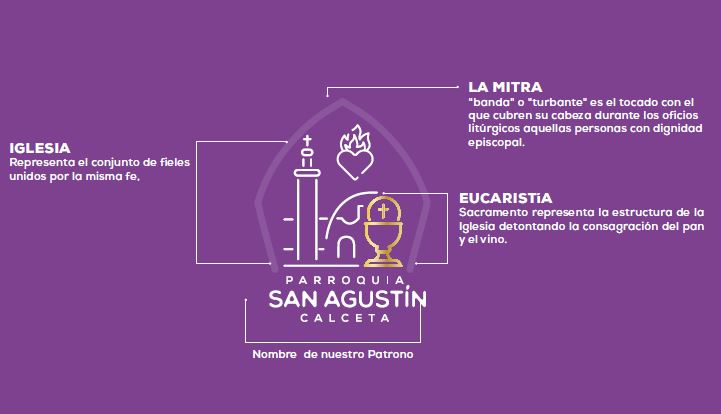 LA MITRA
"banda" o "turbante" es el tocado con el
que cubren su cabeza durante los oficios
litúrgicos aquellas personas con dignidad
episcopal.
IGLESIA
Representa el conjunto de fieles
unidos por la misma fe,
EUCARISTíA
Sacramento representa la estructura de la
Iglesia detontando la consagración del pan
y el vino.
PARROQUIA
SAN AGUSTÍN
CALCETA
Nombre de nuestro Patrono